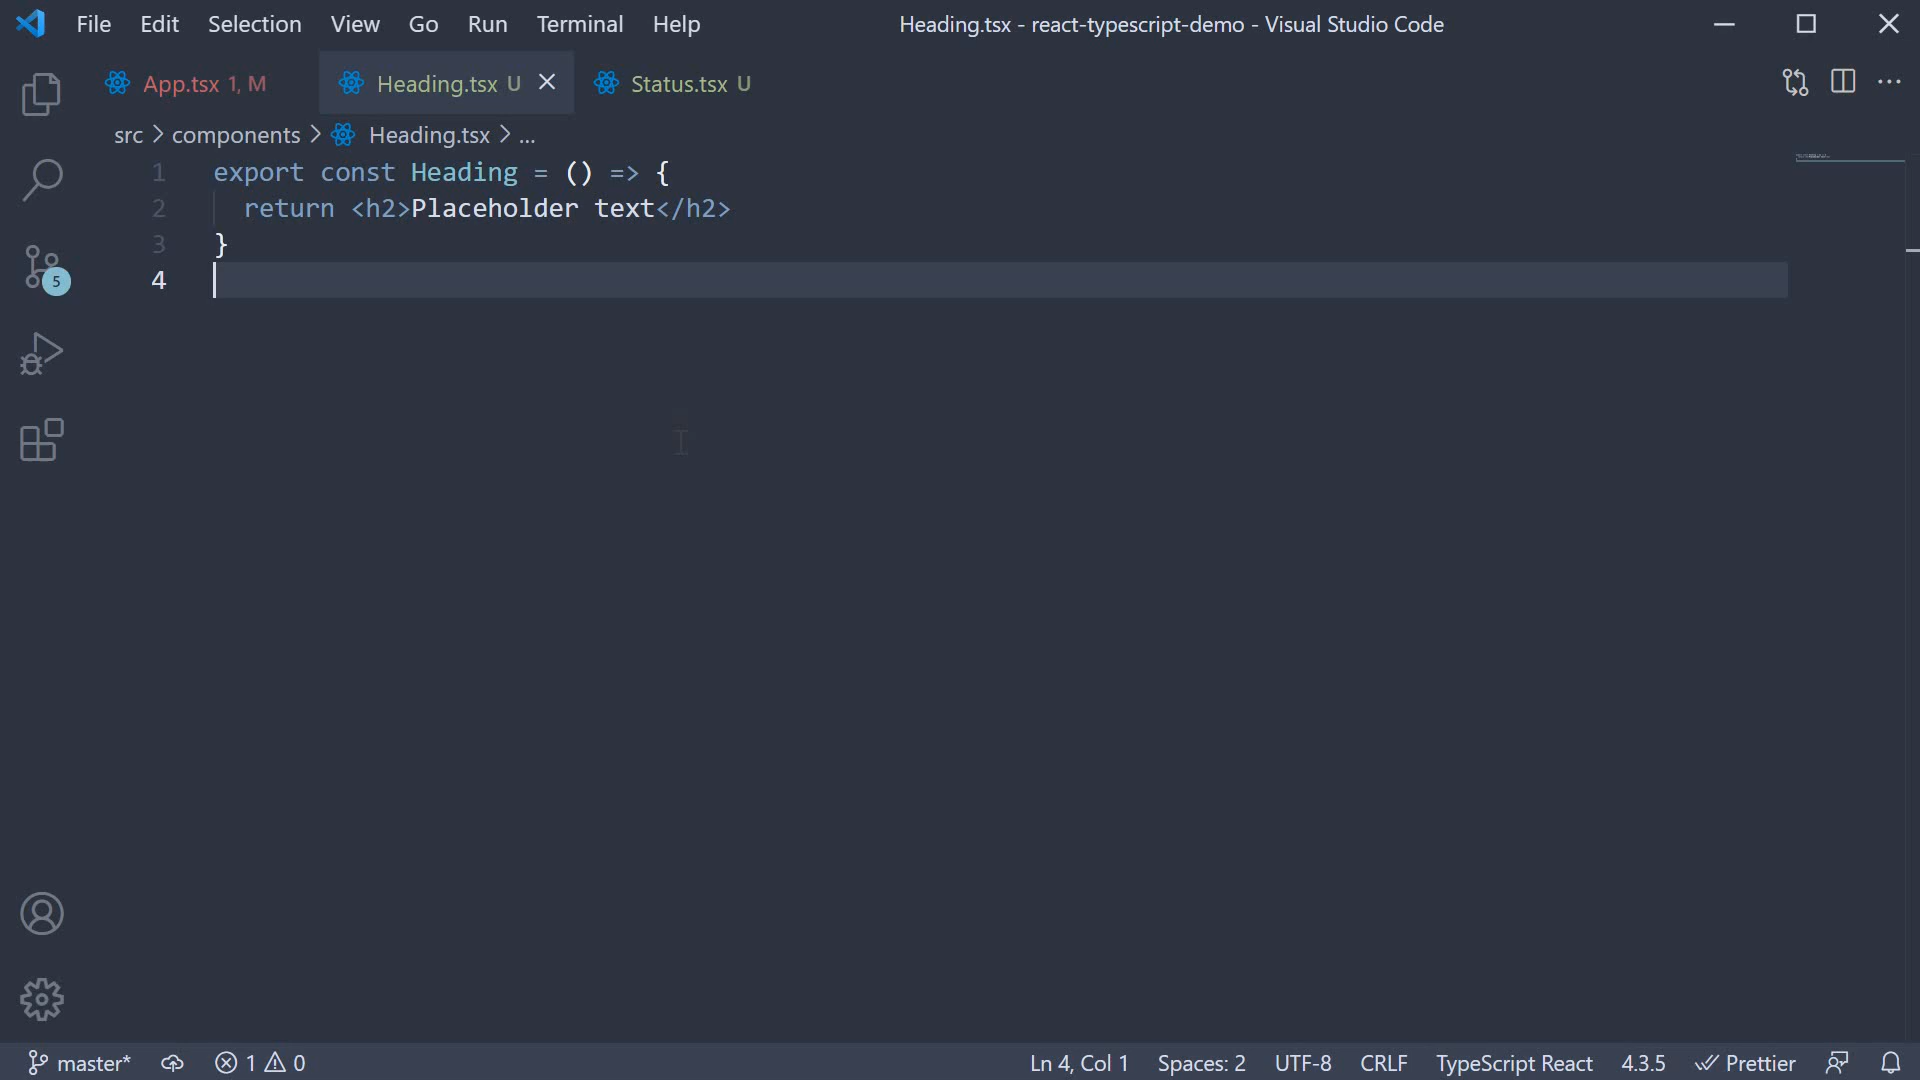 File Edit Selection View Go Run Terminal Help Heading.tsx - react-typescript-demo - Visual Studio Code
App.tsx 1, M Heading.tsx U Status.tsx U
src > components > Heading.tsx > ...
1 export const Heading = () => {
2 return <h2>Placeholder text</h2>
3 }
4
5
master* 1 0 Ln 4, Col 1 Spaces: 2 UTF-8 CRLF TypeScript React 4.3.5 Prettier